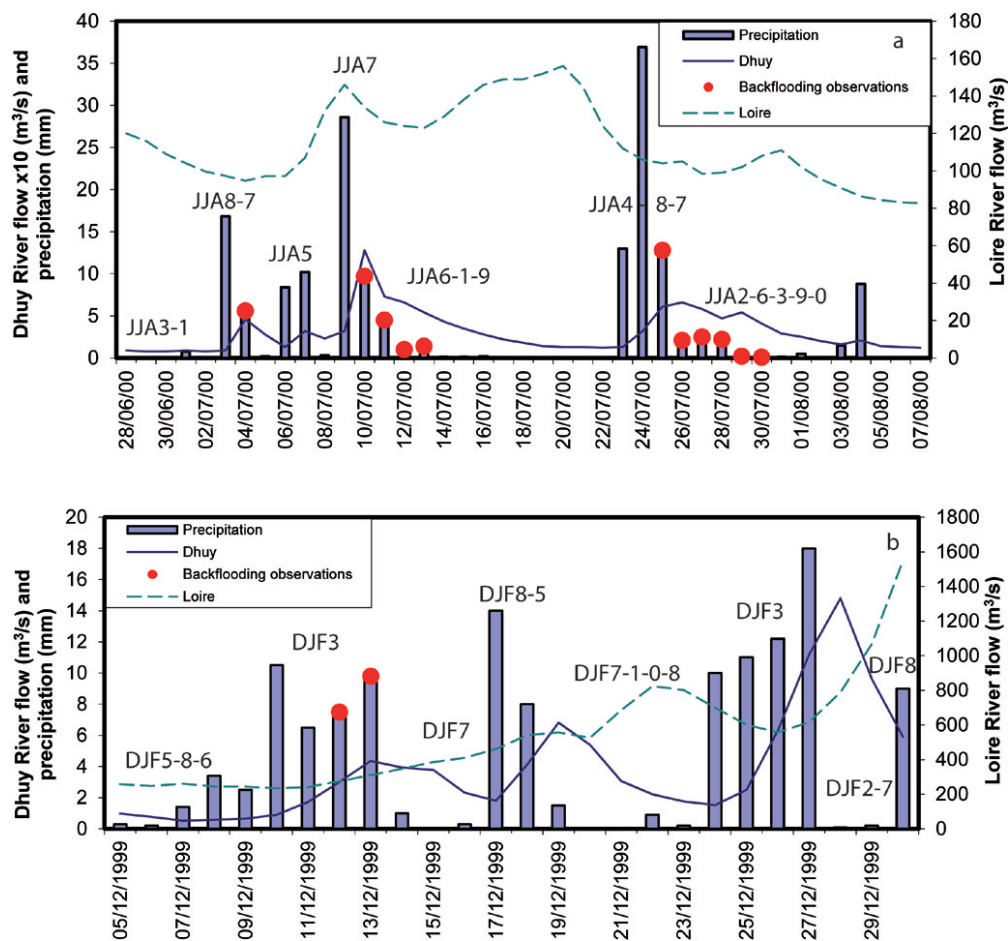 Dhuy River flow x10 (m³/s) and
precipitation (mm)
40
35
30
25
20
15
10
5
0
180
160
140
120
100
80
60
40
20
0
Loire River flow (m³/s)
Precipitation
Dhuy
Backflooding observations
Loire
a
JJA7
JJA8-7
JJA5
JJA3-1
JJA6-1-9
JJA4
8-7
JJA2-6-3-9-0
28/06/00
30/06/00
02/07/00
04/07/00
06/07/00
08/07/00
10/07/00
12/07/00
14/07/00
16/07/00
18/07/00
20/07/00
22/07/00
24/07/00
26/07/00
28/07/00
30/07/00
01/08/00
03/08/00
05/08/00
07/08/00
Dhuy River flow (m³/s) and
precipitation (mm)
20
18
16
14
12
10
8
6
4
2
0
1800
1600
1400
1200
1000
800
600
400
200
0
Loire River flow (m³/s)
Precipitation
Dhuy
Backflooding observations
Loire
b
DJF5-8-6
DJF3
DJF7
DJF8-5
DJF7-1-0-8
DJF3
DJF2-7
DJF8
05/12/1999
07/12/1999
09/12/1999
11/12/1999
13/12/1999
15/12/1999
17/12/1999
19/12/1999
21/12/1999
23/12/1999
25/12/1999
27/12/1999
29/12/1999